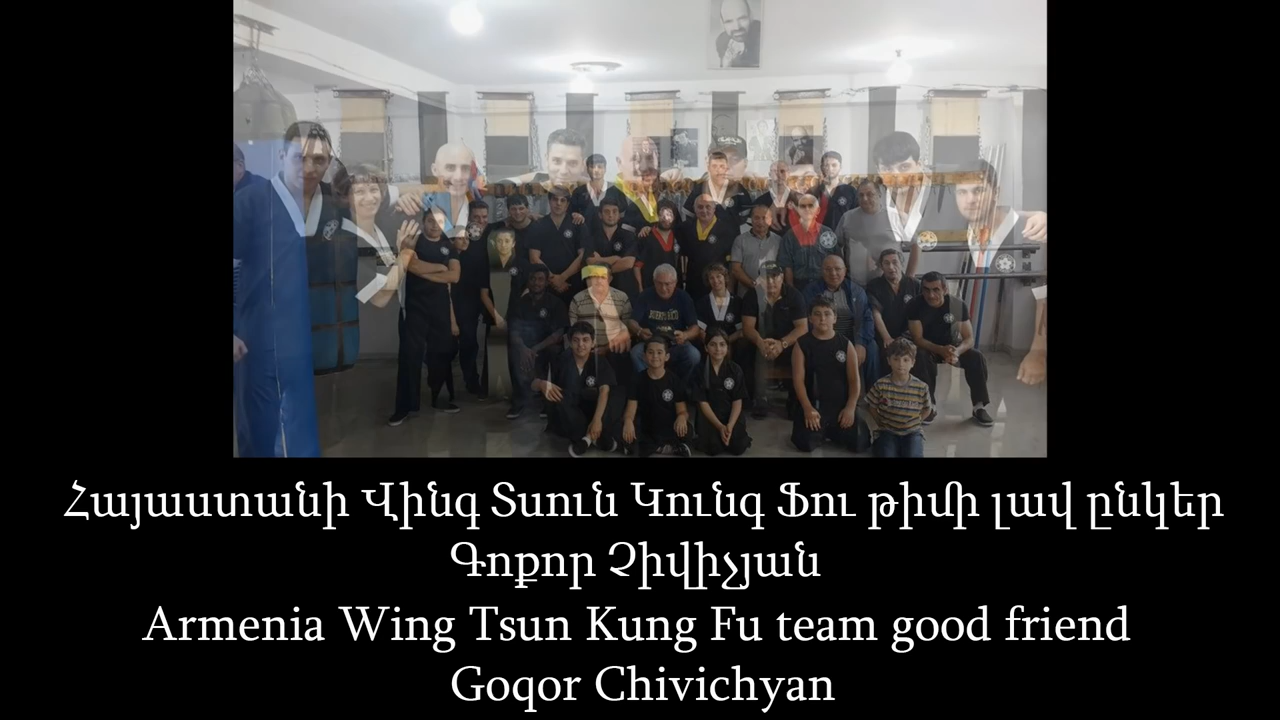 Հայաստանի Վինգ Տսուն Կունգ Ֆու թիմի լավ ընկեր
Գոքոր Չիվիչյան
Armenia Wing Tsun Kung Fu team good friend
Goqor Chivichyan